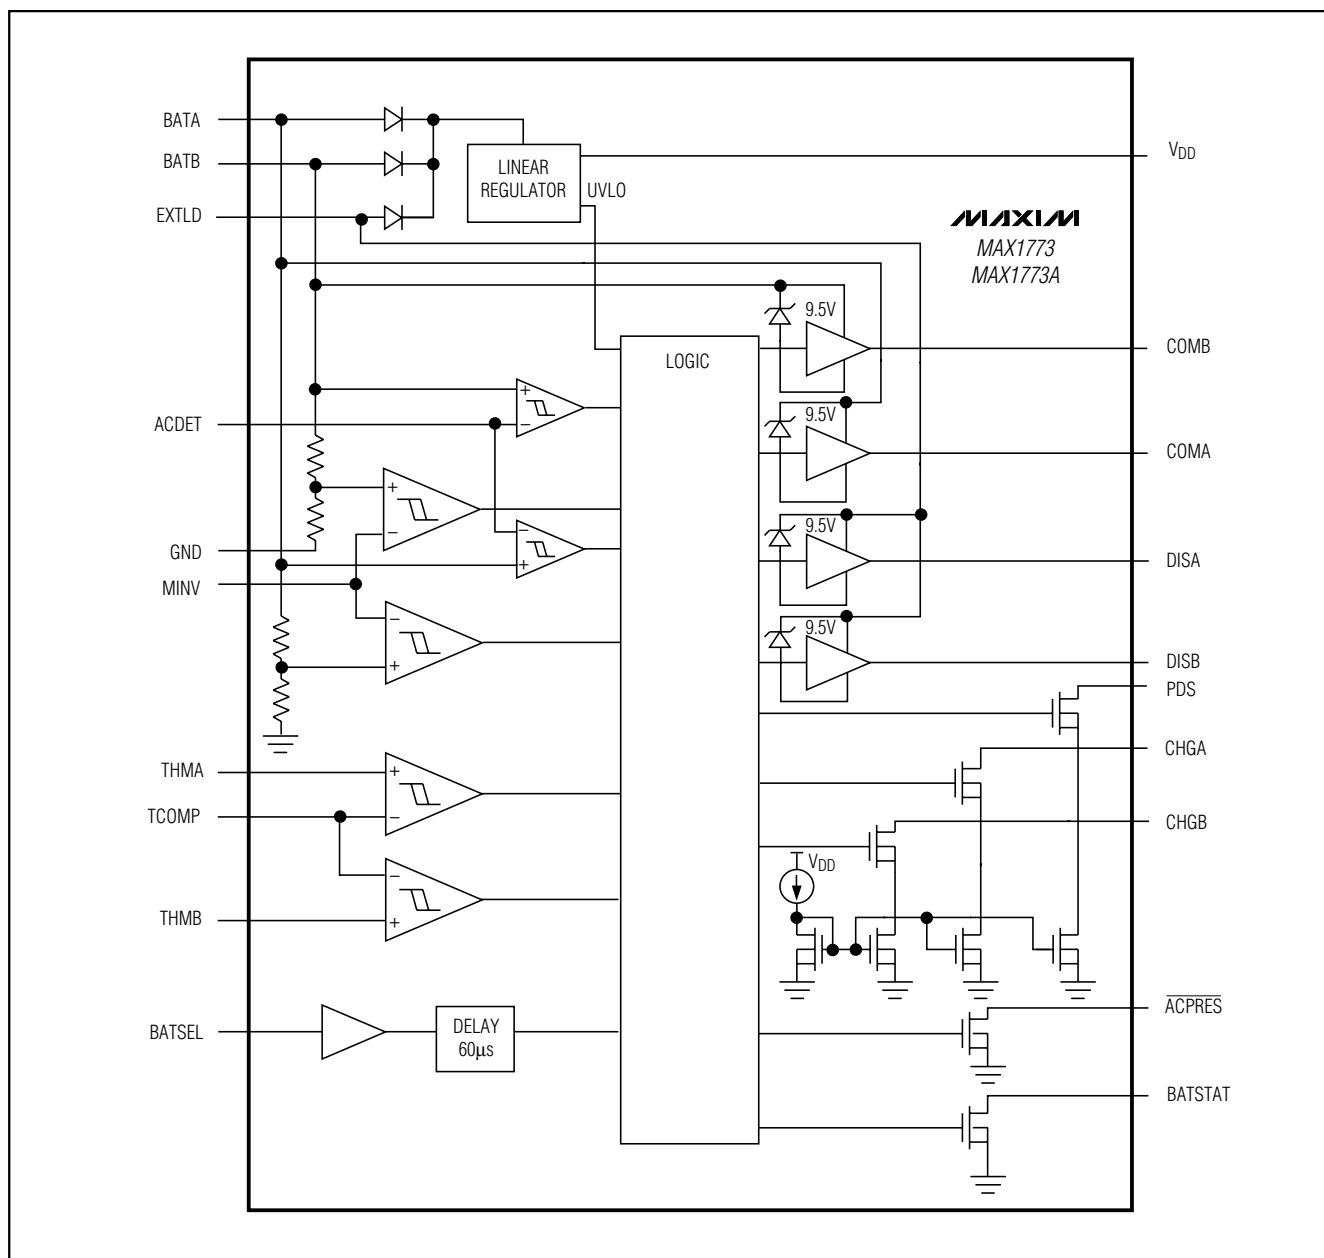 BATA
BATB
EXTLD
LINEAR
REGULATOR
UVLO
VDD
MAXIM
MAX1773
MAX1773A
9.5V
COMB
LOGIC
+
−
ACDET
9.5V
COMA
+
−
GND
−
+
9.5V
DISA
MINV
−
+
9.5V
DISB
PDS
THMA
+
CHGA
TCOMP
−
CHGB
VDD
−
THMB
+
BATSEL
DELAY
60µs
ACPRES
BATSTAT